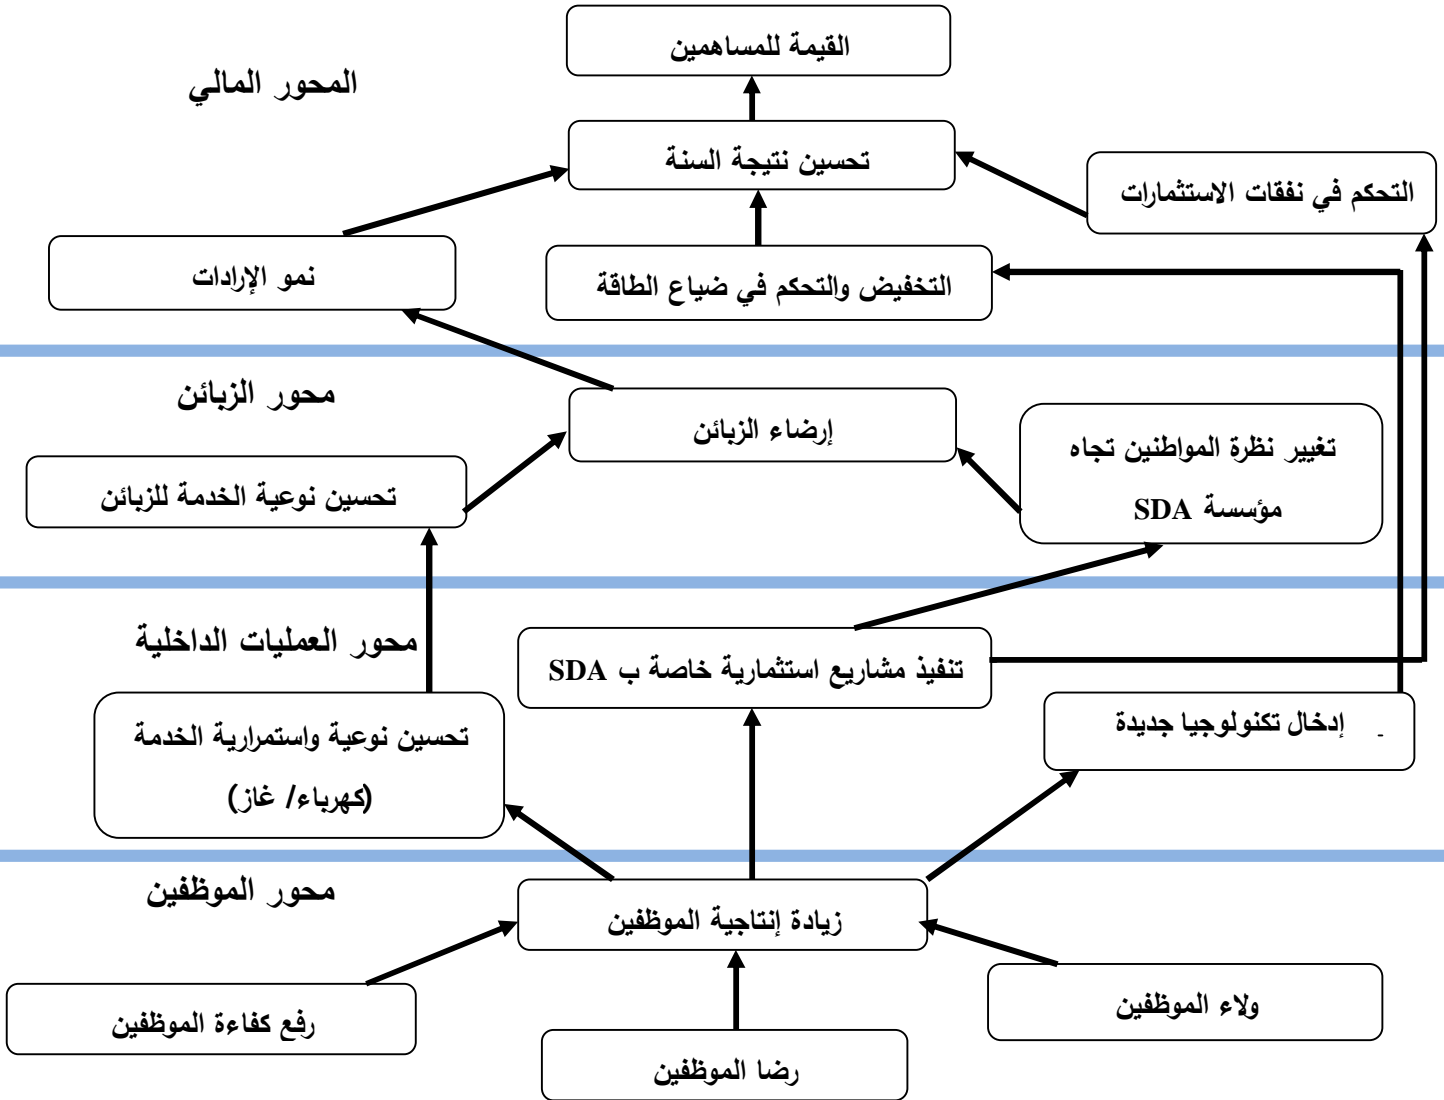 القيمة للمساهمين
المحور المالي
تحسين نتيجة السنة
التحكم في نفقات الاستثمارات
نمو الإرادات
التخفيض والتحكم في ضياع الطاقة
محور الزبائن
إرضاء الزبائن
تغيير نظرة المواطنين تجاه
مؤسسة SDA
تحسين نوعية الخدمة للزبائن
محور العمليات الداخلية
تنفيذ مشاريع استثمارية خاصة ب SDA
إدخال تكنولوجيا جديدة
تحسين نوعية واستمرارية الخدمة
(كهرباء/ غاز)
محور الموظفين
زيادة إنتاجية الموظفين
ولاء الموظفين
رفع كفاءة الموظفين
رضا الموظفين